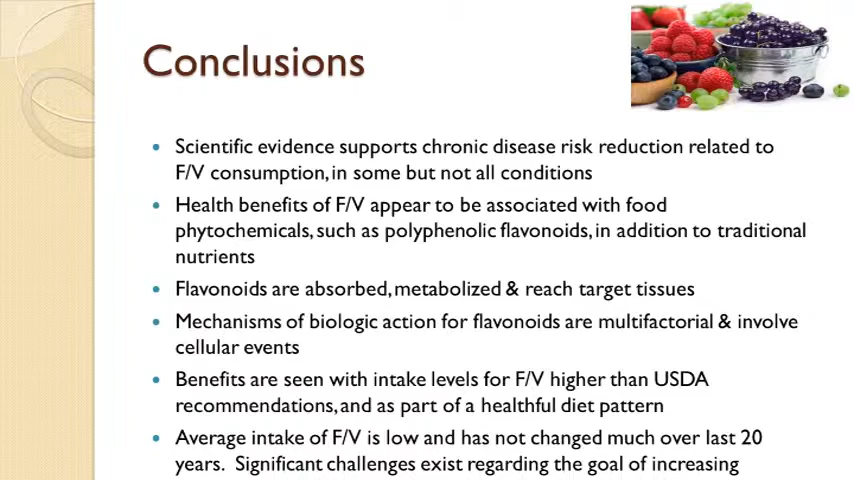 Conclusions
• Scientific evidence supports chronic disease risk reduction related to
F/V consumption, in some but not all conditions
• Health benefits of F/V appear to be associated with food
phytochemicals, such as polyphenolic flavonoids, in addition to traditional
nutrients
• Flavonoids are absorbed, metabolized & reach target tissues
• Mechanisms of biologic action for flavonoids are multifactorial & involve
cellular events
• Benefits are seen with intake levels for F/V higher than USDA
recommendations, and as part of a healthful diet pattern
• Average intake of F/V is low and has not changed much over last 20
years.  Significant challenges exist regarding the goal of increasing